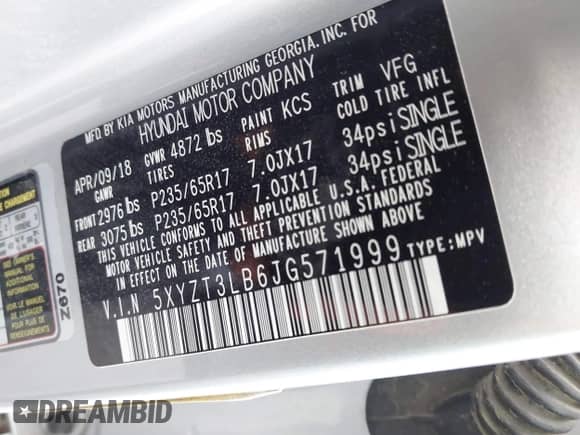 MFD BY KIA MOTORS MANUFACTURING GEORGIA. INC. FOR
HYUNDAI MOTOR COMPANY
APR/09/18 GVWR 4872 lbs PAINT KCS TRIM VFG
GAWR TIRES RIMS COLD TIRE INFL
FRONT 2976 lbs P235/65R17 7.0JX17 34psi SINGLE
REAR 3075 lbs P235/65R17 7.0JX17 34psi SINGLE
THIS VEHICLE CONFORMS TO ALL APPLICABLE U.S.A. FEDERAL
MOTOR VEHICLE SAFETY AND THEFT PREVENTION STANDARDS
IN EFFECT ON THE DATE OF MANUFACTURE SHOWN ABOVE
V.I.N 5XYZT3LB6JG571999 TYPE: MPV
Z670
VOIR LE MANUEL
DREAMBID